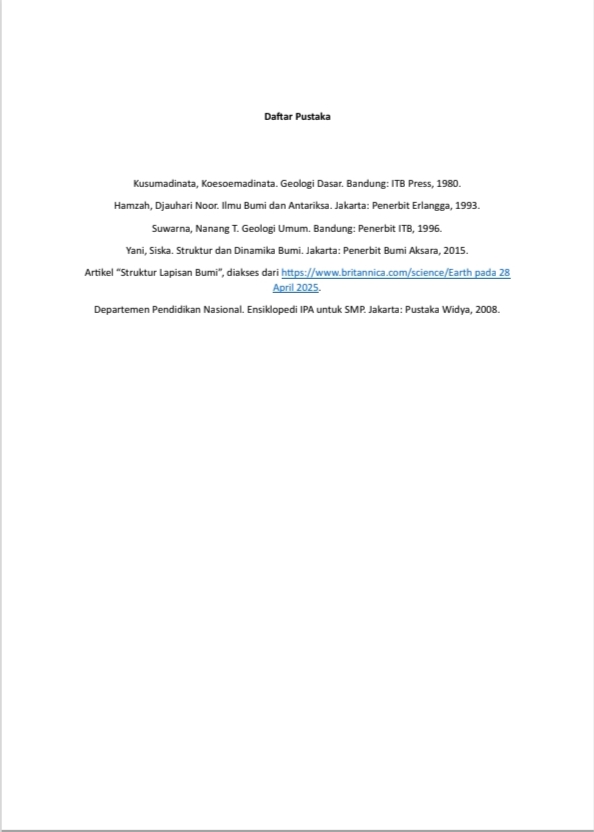 Daftar Pustaka
Kusumadinata, Koesoemadinata. Geologi Dasar. Bandung: ITB Press, 1980.
Hamzah, Djauhari Noor. Ilmu Bumi dan Antariksa. Jakarta: Penerbit Erlangga, 1993.
Suwarna, Nanang T. Geologi Umum. Bandung: Penerbit ITB, 1996.
Yani, Siska. Struktur dan Dinamika Bumi. Jakarta: Penerbit Bumi Aksara, 2015.
Artikel “Struktur Lapisan Bumi”, diakses dari https://www.britannica.com/science/Earth pada 28
April 2025.
Departemen Pendidikan Nasional. Ensiklopedi IPA untuk SMP. Jakarta: Pustaka Widya, 2008.